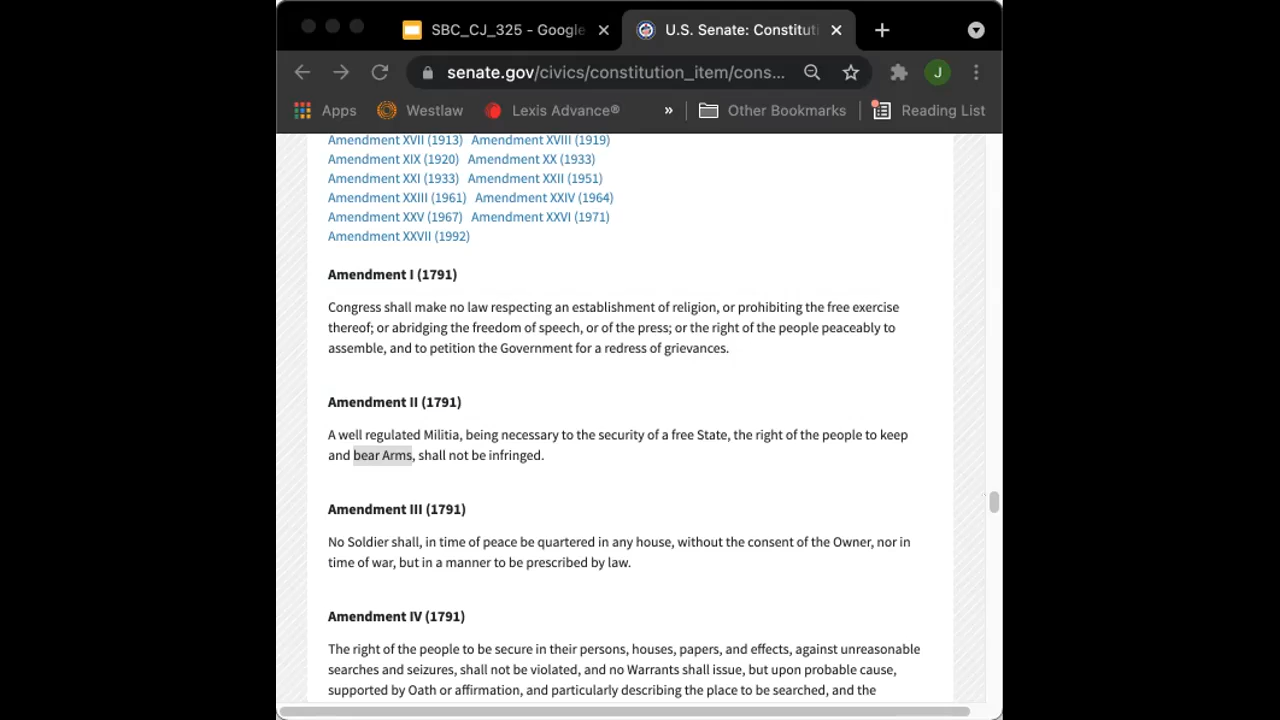 SBC_CJ_325 - Google
U.S. Senate: Constituti
senate.gov/civics/constitution_item/cons...
J
Apps
Westlaw
Lexis Advance®
»
Other Bookmarks
Reading List
Amendment XVII (1913) Amendment XVIII (1919)
Amendment XIX (1920) Amendment XX (1933)
Amendment XXI (1933) Amendment XXII (1951)
Amendment XXIII (1961) Amendment XXIV (1964)
Amendment XXV (1967) Amendment XXVI (1971)
Amendment XXVII (1992)
Amendment I (1791)
Congress shall make no law respecting an establishment of religion, or prohibiting the free exercise
thereof; or abridging the freedom of speech, or of the press; or the right of the people peaceably to
assemble, and to petition the Government for a redress of grievances.
Amendment II (1791)
A well regulated Militia, being necessary to the security of a free State, the right of the people to keep
and bear Arms, shall not be infringed.
Amendment III (1791)
No Soldier shall, in time of peace be quartered in any house, without the consent of the Owner, nor in
time of war, but in a manner to be prescribed by law.
Amendment IV (1791)
The right of the people to be secure in their persons, houses, papers, and effects, against unreasonable
searches and seizures, shall not be violated, and no Warrants shall issue, but upon probable cause,
supported by Oath or affirmation, and particularly describing the place to be searched, and the